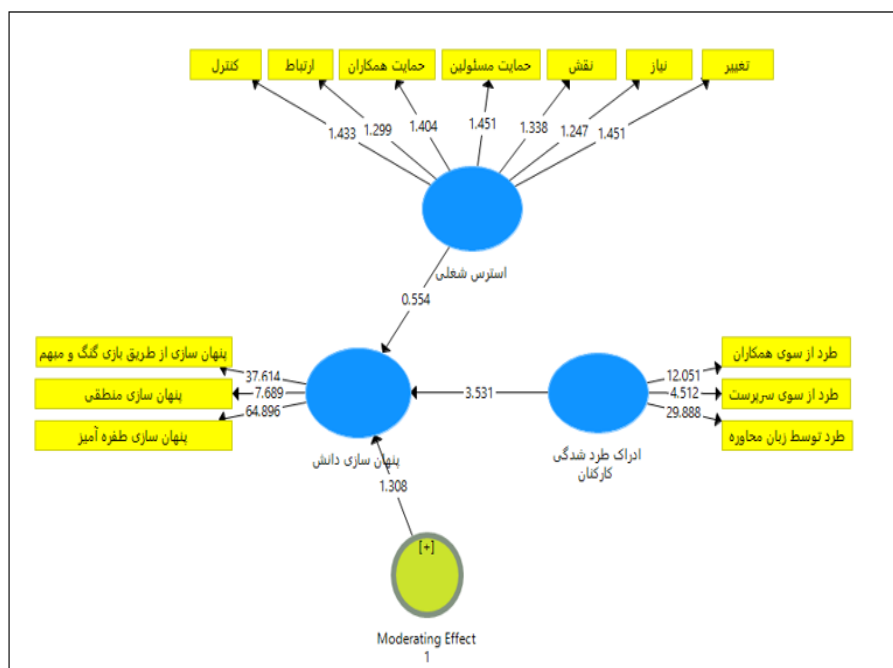 تغییر
نیاز
نقش
حمایت مسئولین
حمایت همکاران
ارتباط
کنترل
1.433
1.299
1.404
1.451
1.338
1.247
1.451
استرس شغلی
0.554
پنهان سازی از طریق بازی گنگ و مبهم
پنهان سازی منطقی
پنهان سازی طفره آمیز
37.614
7.689
64.896
پنهان سازی دانش
3.531
طرد از سوی همکاران
طرد از سوی سرپرست
طرد توسط زبان محاوره
12.051
4.512
29.888
ادراک طرد شدگی
کارکنان
1.308
[+]
Moderating Effect
1